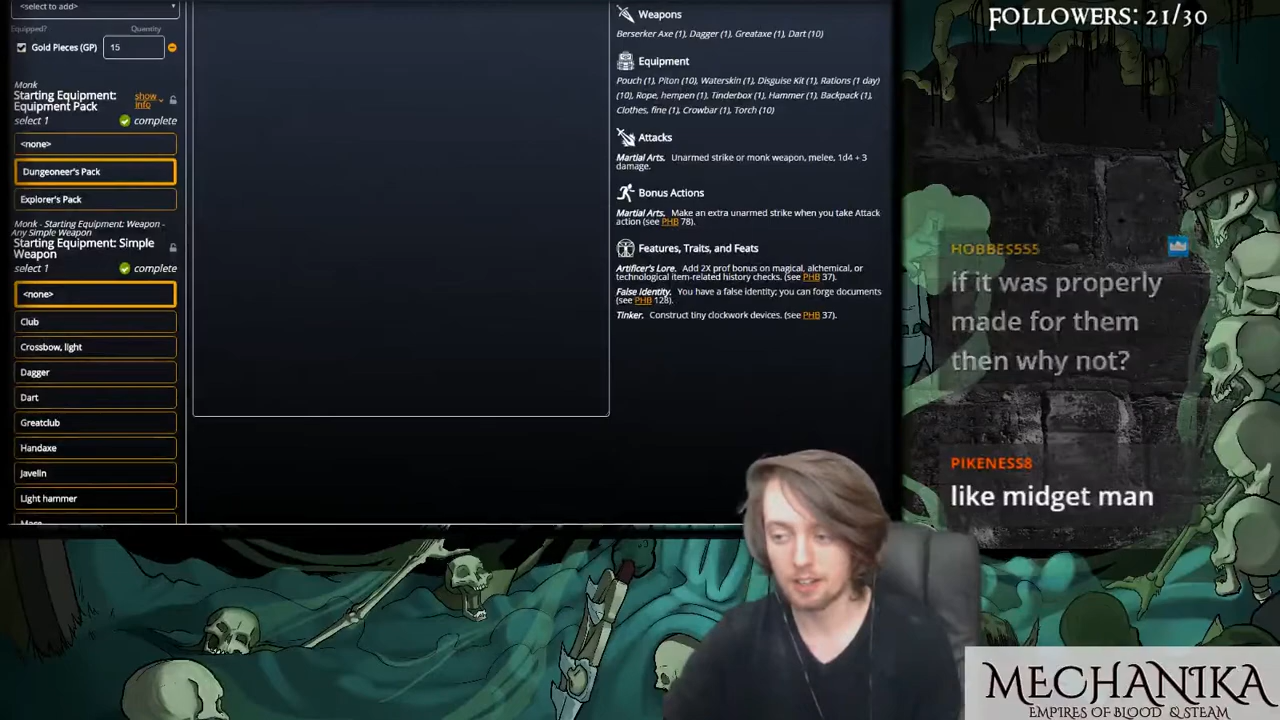 <select to add>
Equipped?
Quantity
Gold Pieces (GP)
15
Monk
Starting Equipment:
Equipment Pack
show
info
select 1
complete
<none>
Dungeoneer's Pack
Explorer's Pack
Monk - Starting Equipment: Weapon -
Any Simple Weapon
Starting Equipment: Simple
Weapon
select 1
complete
<none>
Club
Crossbow, light
Dagger
Dart
Greatclub
Handaxe
Javelin
Light hammer
Mace
Weapons
Berserker Axe (1), Dagger (1), Greataxe (1), Dart (10)
Equipment
Pouch (1), Piton (10), Waterskin (1), Disguise Kit (1), Rations (1 day)
(10), Rope, hempen (1), Tinderbox (1), Hammer (1), Backpack (1),
Clothes, fine (1), Crowbar (1), Torch (10)
Attacks
Martial Arts. Unarmed strike or monk weapon, melee, 1d4 + 3
damage.
Bonus Actions
Martial Arts. Make an extra unarmed strike when you take Attack
action (see PHB 78).
Features, Traits, and Feats
Artificer's Lore. Add 2X prof bonus on magical, alchemical, or
technological item-related history checks. (see PHB 37).
False Identity. You have a false identity; you can forge documents
(see PHB 128).
Tinker. Construct tiny clockwork devices. (see PHB 37).
FOLLOWERS: 21/30
HOBBES555
if it was properly
made for them
then why not?
PIKENESS8
like midget man
MECHANIKA
EMPIRES OF BLOOD & STEAM